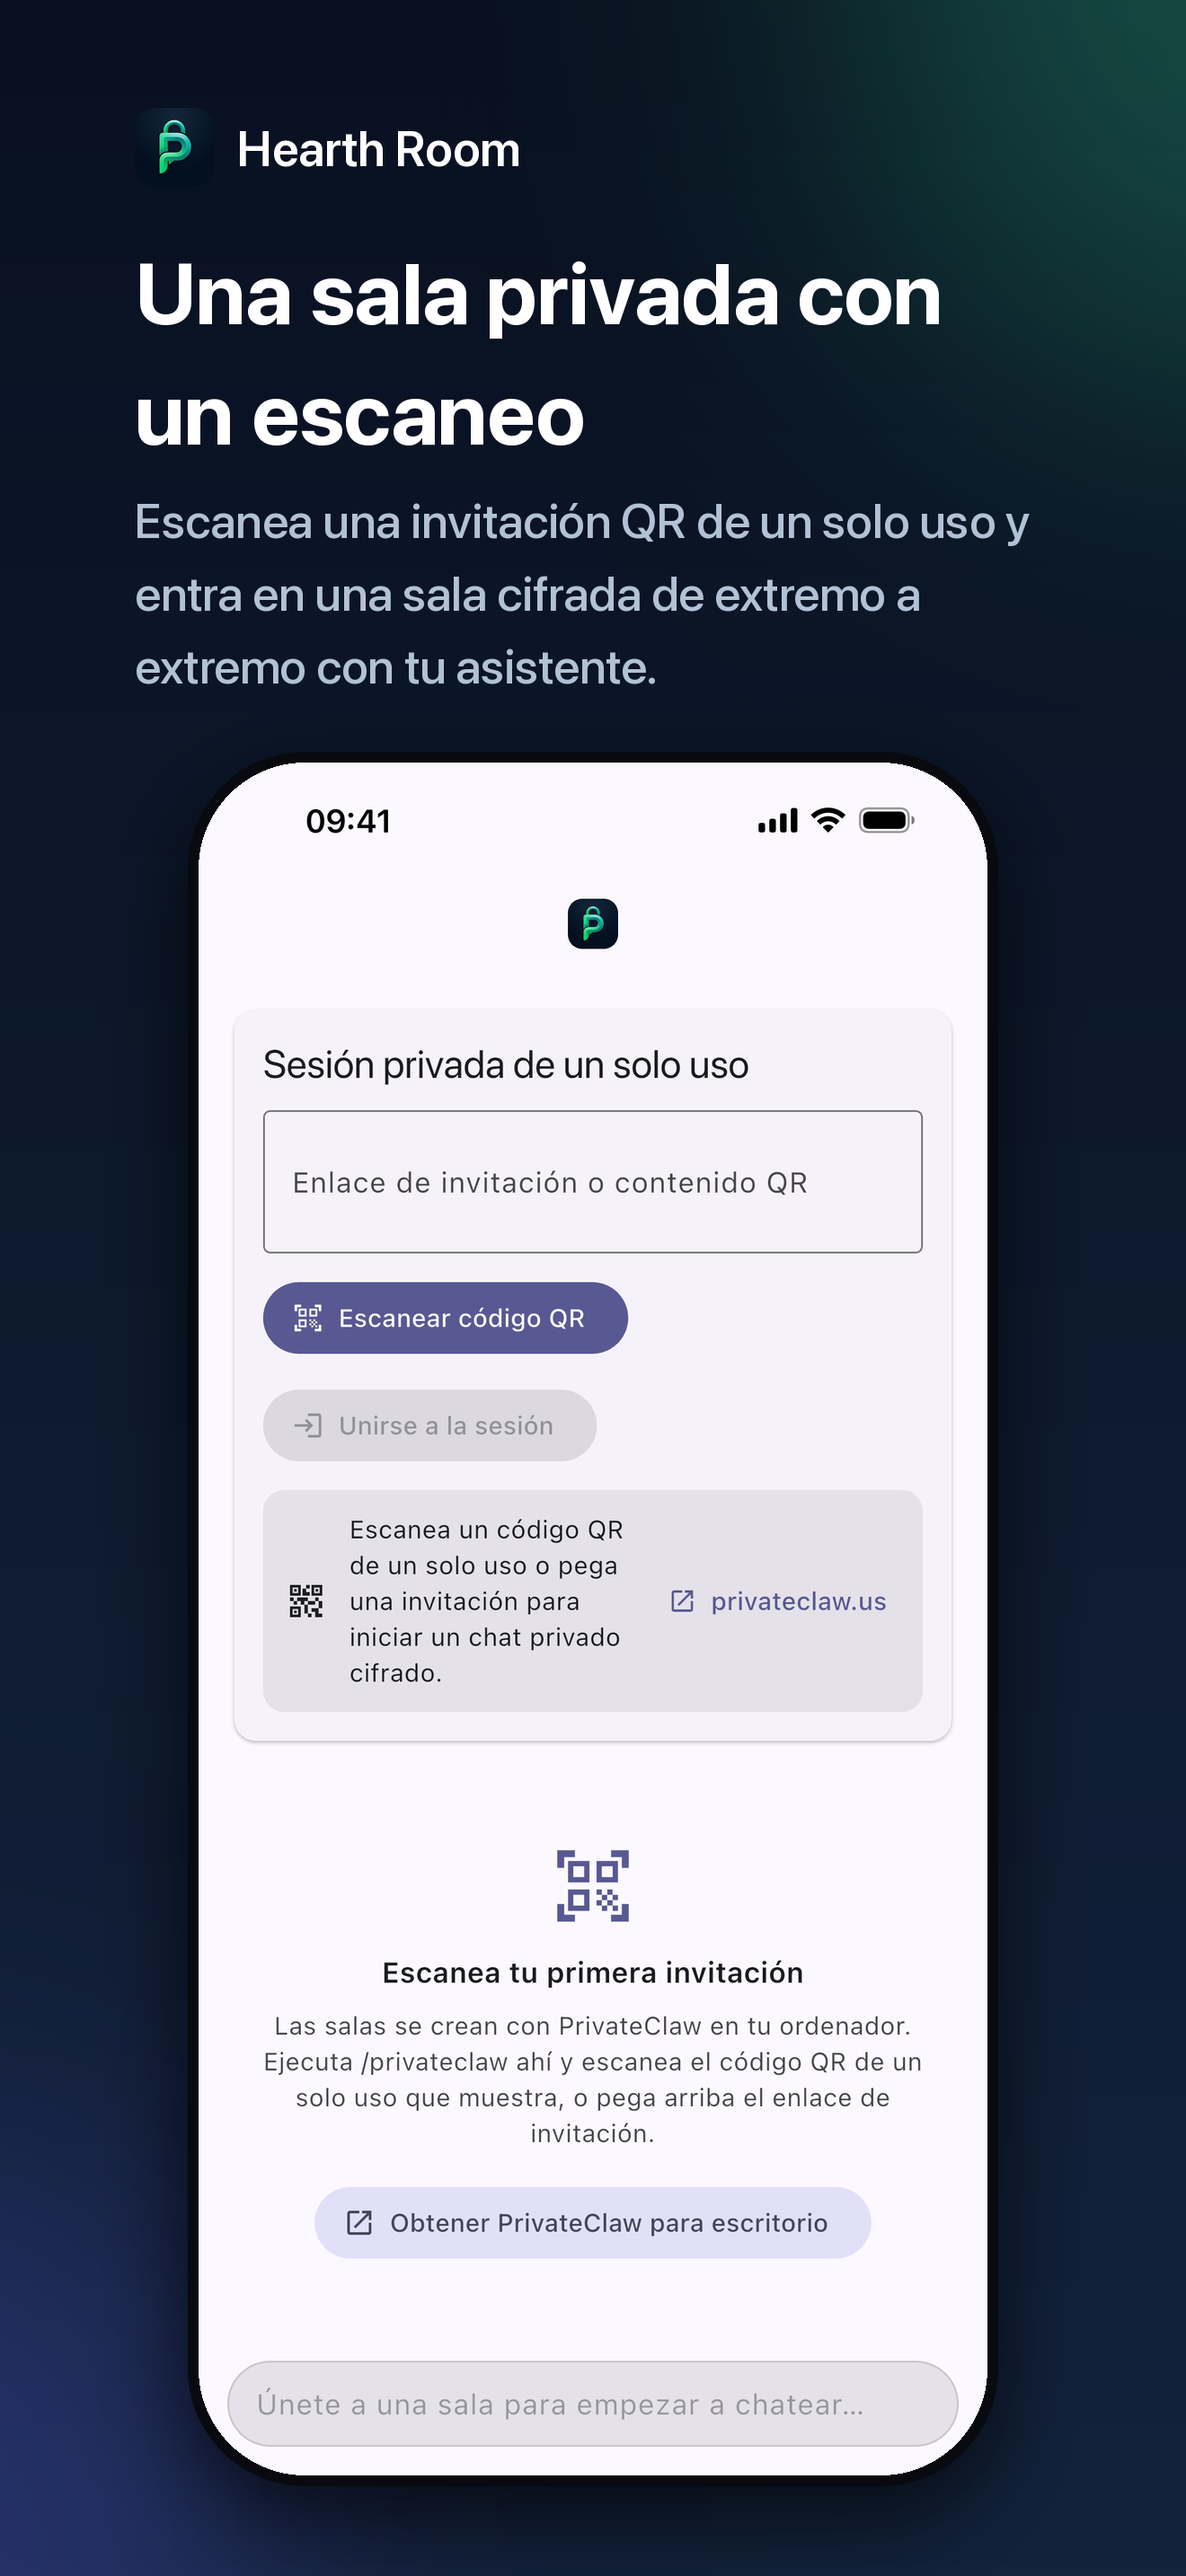 Hearth Room
Una sala privada con
un escaneo
Escanea una invitación QR de un solo uso y
entra en una sala cifrada de extremo a
extremo con tu asistente.
09:41
Sesión privada de un solo uso
Enlace de invitación o contenido QR
Escanear código QR
Unirse a la sesión
Escanea un código QR
de un solo uso o pega
una invitación para
iniciar un chat privado
cifrado.
privateclaw.us
Escanea tu primera invitación
Las salas se crean con PrivateClaw en tu ordenador.
Ejecuta /privateclaw ahí y escanea el código QR de un
solo uso que muestra, o pega arriba el enlace de
invitación.
Obtener PrivateClaw para escritorio
Únete a una sala para empezar a chatear...